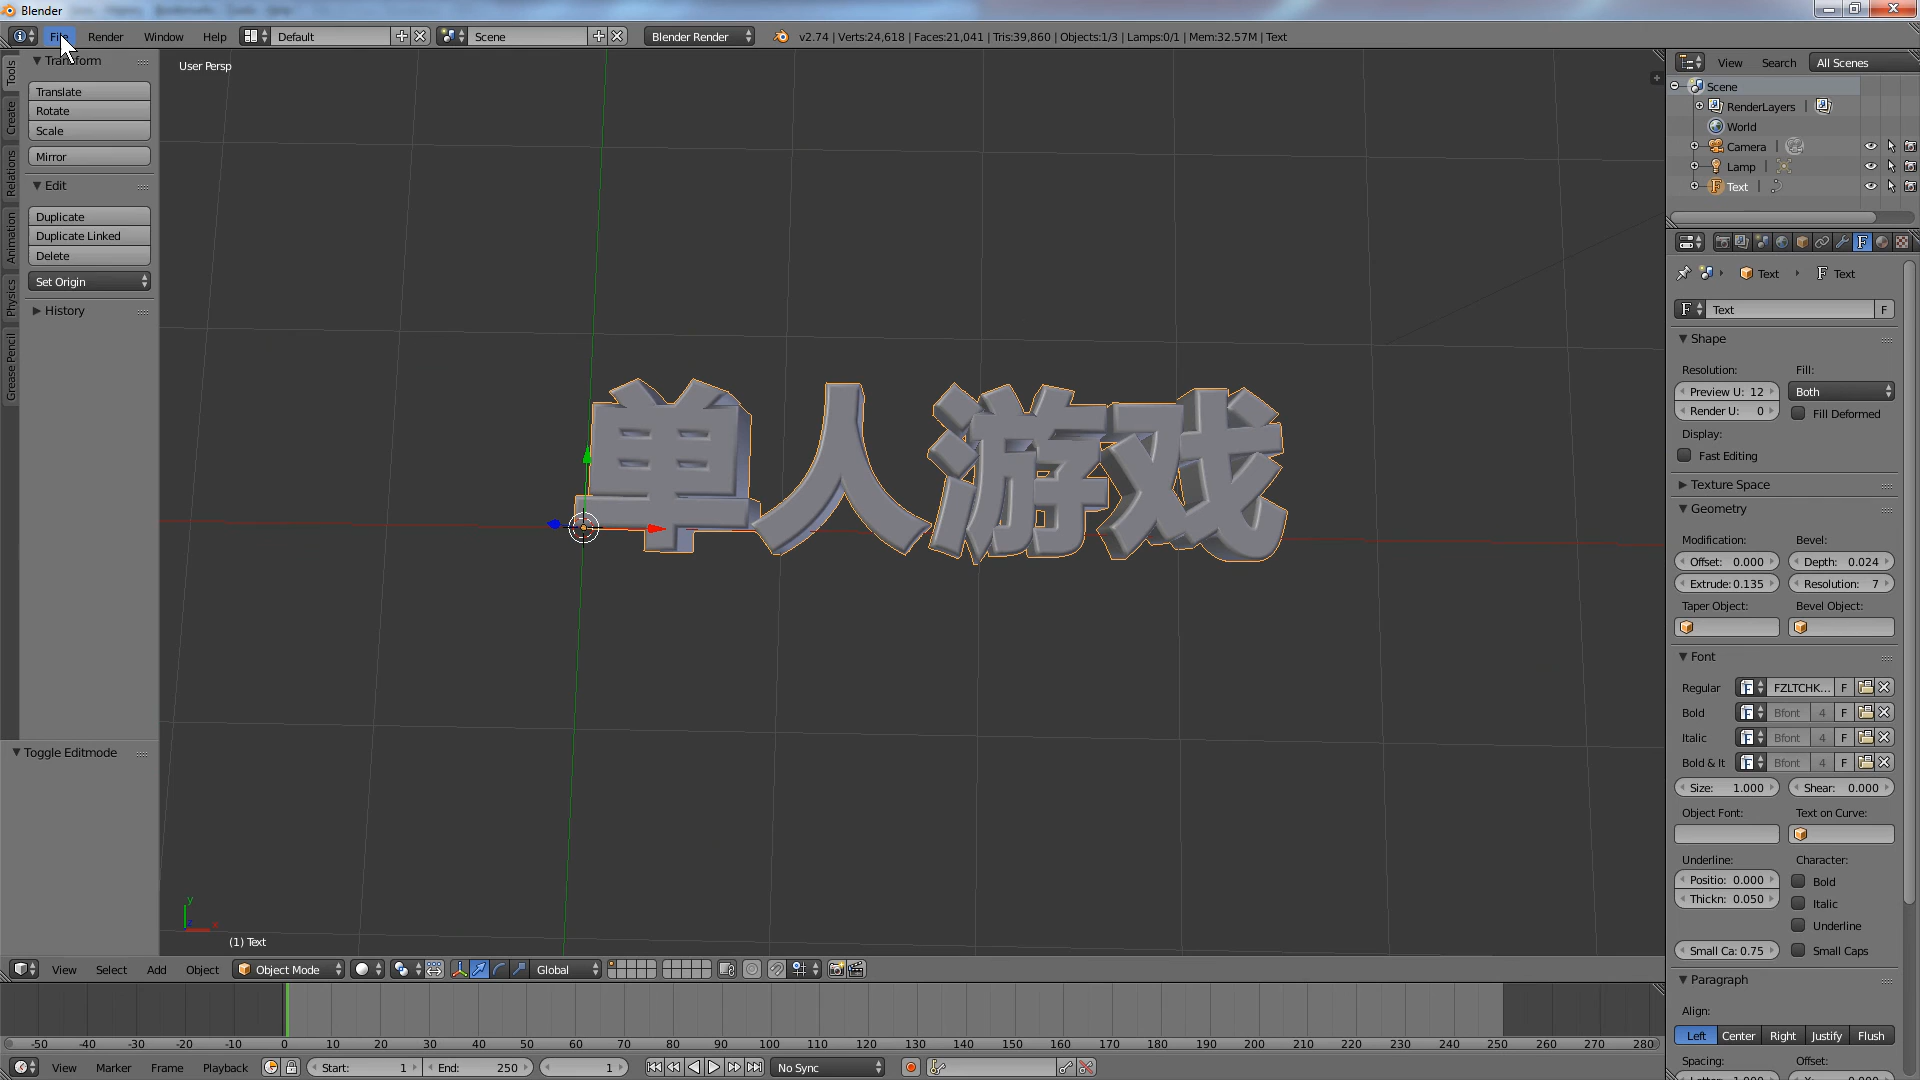 Blender
File Render Window Help Default Scene Blender Render v2.74 | Verts:24,618 | Faces:21,041 | Tris:39,860 | Objects:1/3 | Lamps:0/1 | Mem:32.57M | Text
Tools
Create
Relations
Animation
Physics
Grease Pencil
Transform
Translate
Rotate
Scale
Mirror
Edit
Duplicate
Duplicate Linked
Delete
Set Origin
History
Toggle Editmode
User Persp
单人游戏
y
x
(1) Text
View Select Add Object Object Mode Global
-50 -40 -30 -20 -10 0 10 20 30 40 50 60 70 80 90 100 110 120 130 140 150 160 170 180 190 200 210 220 230 240 250 260 270 280
View Marker Frame Playback Start: 1 End: 250 1 No Sync
View Search All Scenes
Scene
RenderLayers |
World
Camera |
Lamp |
Text |
Text F Text
F Text F
Shape
Resolution: Fill:
Preview U: 12 Both
Render U: 0 Fill Deformed
Display:
Fast Editing
Texture Space
Geometry
Modification: Bevel:
Offset: 0.000 Depth: 0.024
Extrude: 0.135 Resolution: 7
Taper Object: Bevel Object:
Font
Regular F FZLTCHK... F
Bold F Bfont 4 F
Italic F Bfont 4 F
Bold & It F Bfont 4 F
Size: 1.000 Shear: 0.000
Object Font: Text on Curve:
Underline: Character:
Positio: 0.000 Bold
Thickn: 0.050 Italic
Underline
Small Ca: 0.75 Small Caps
Paragraph
Align:
Left Center Right Justify Flush
Spacing: Offset: